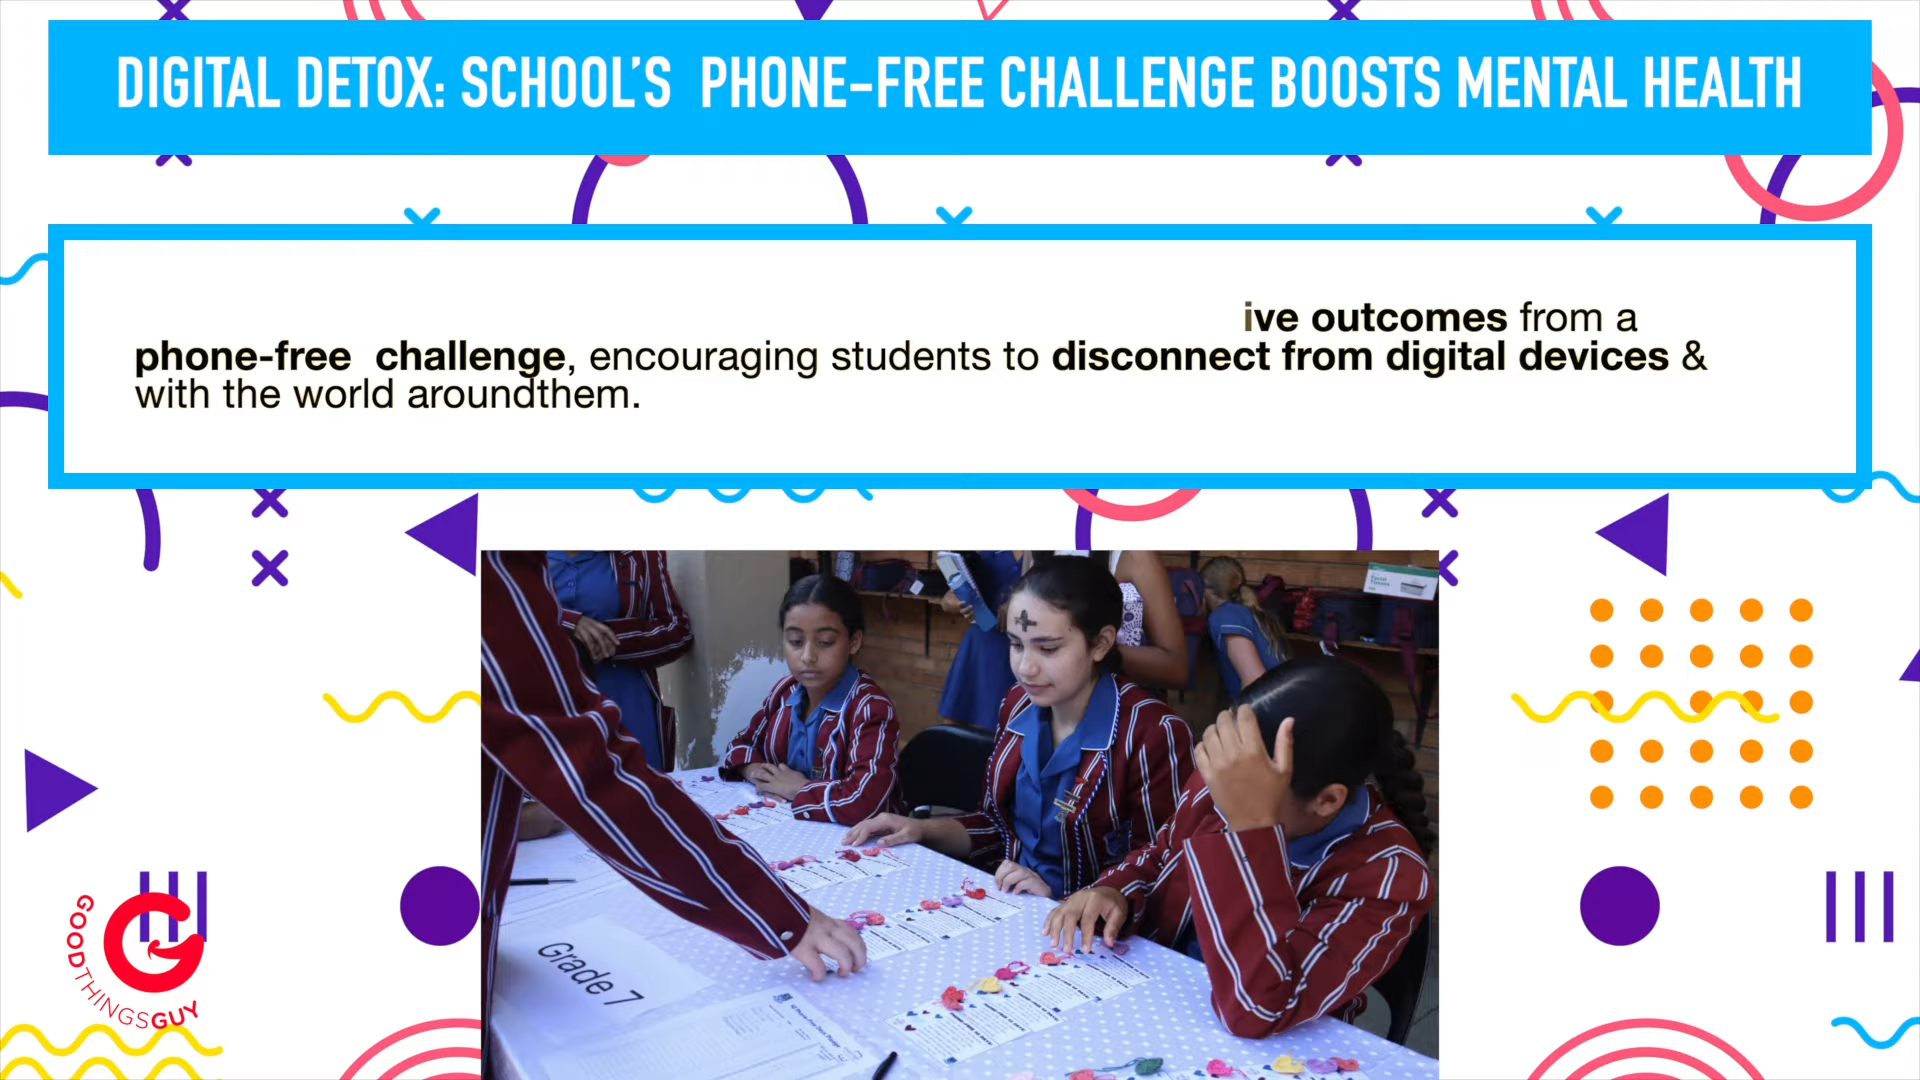 DIGITAL DETOX: SCHOOL'S PHONE-FREE CHALLENGE BOOSTS MENTAL HEALTH
ive outcomes from a
phone-free challenge, encouraging students to disconnect from digital devices &
with the world aroundthem.
Grade 7
GOODTHINGSGUY